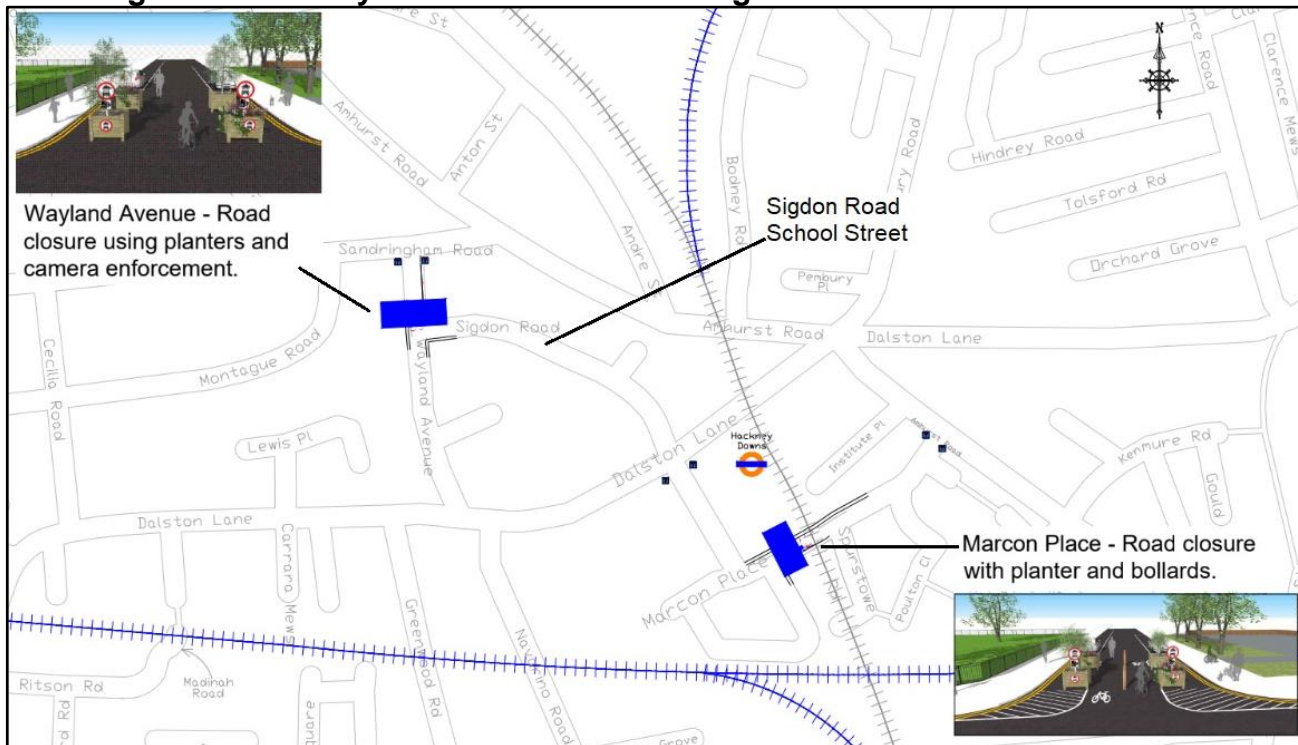 Wayland Avenue - Road
closure using planters and
camera enforcement.
Sigdon Road
School Street
Marcon Place - Road closure
with planter and bollards.
N
Amhurst Road
Anton St
Andre St
Bodney Rd
Clarence Mews
Hindrey Road
Tolsford Rd
Orchard Grove
Sandringham Road
Pembury Pl
Sigdon Road
Amhurst Road
Dalston Lane
Cecilia Road
Montague Road
Wayland Avenue
Lewis Pl
Dalston Lane
Hackney
Downs
Institute Pl
Amhurst Road
Kenmure Rd
Gould
Dalston Lane
Carrara Mews
Marcon Place
Spurstowe
Poulton Cl
Greenwood Road
Navarino Road
Ritson Rd
Madinah
Road
Grove